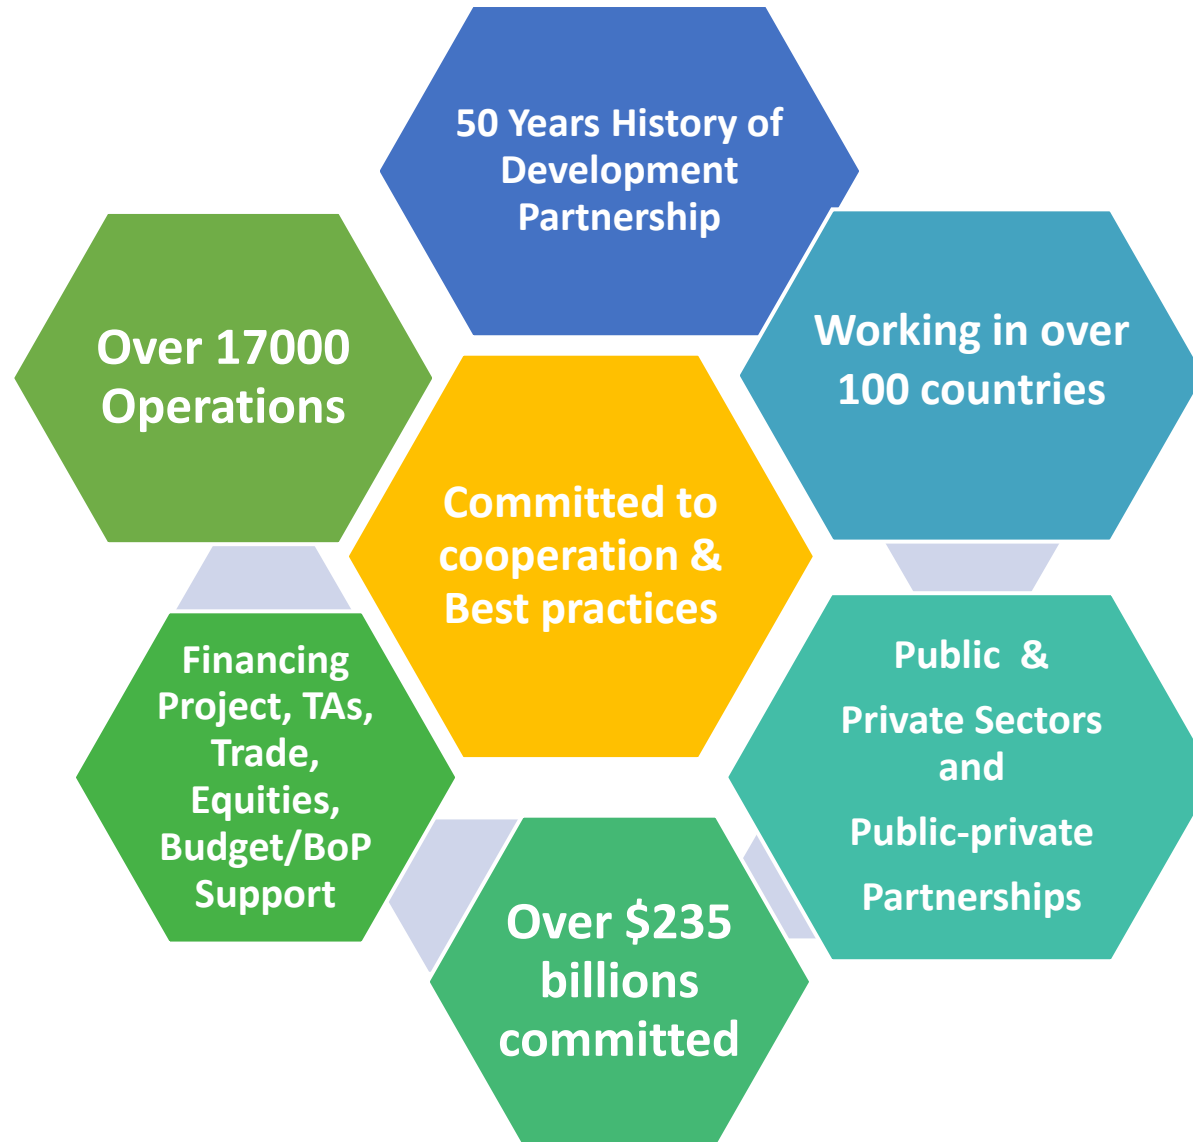 50 Years History of
Development
Partnership
Over 17000
Operations
Working in over
100 countries
Committed to
cooperation &
Best practices
Financing
Project, TAs,
Trade,
Equities,
Budget/BoP
Support
Public &
Private Sectors
and
Public-private
Partnerships
Over $235
billions
committed